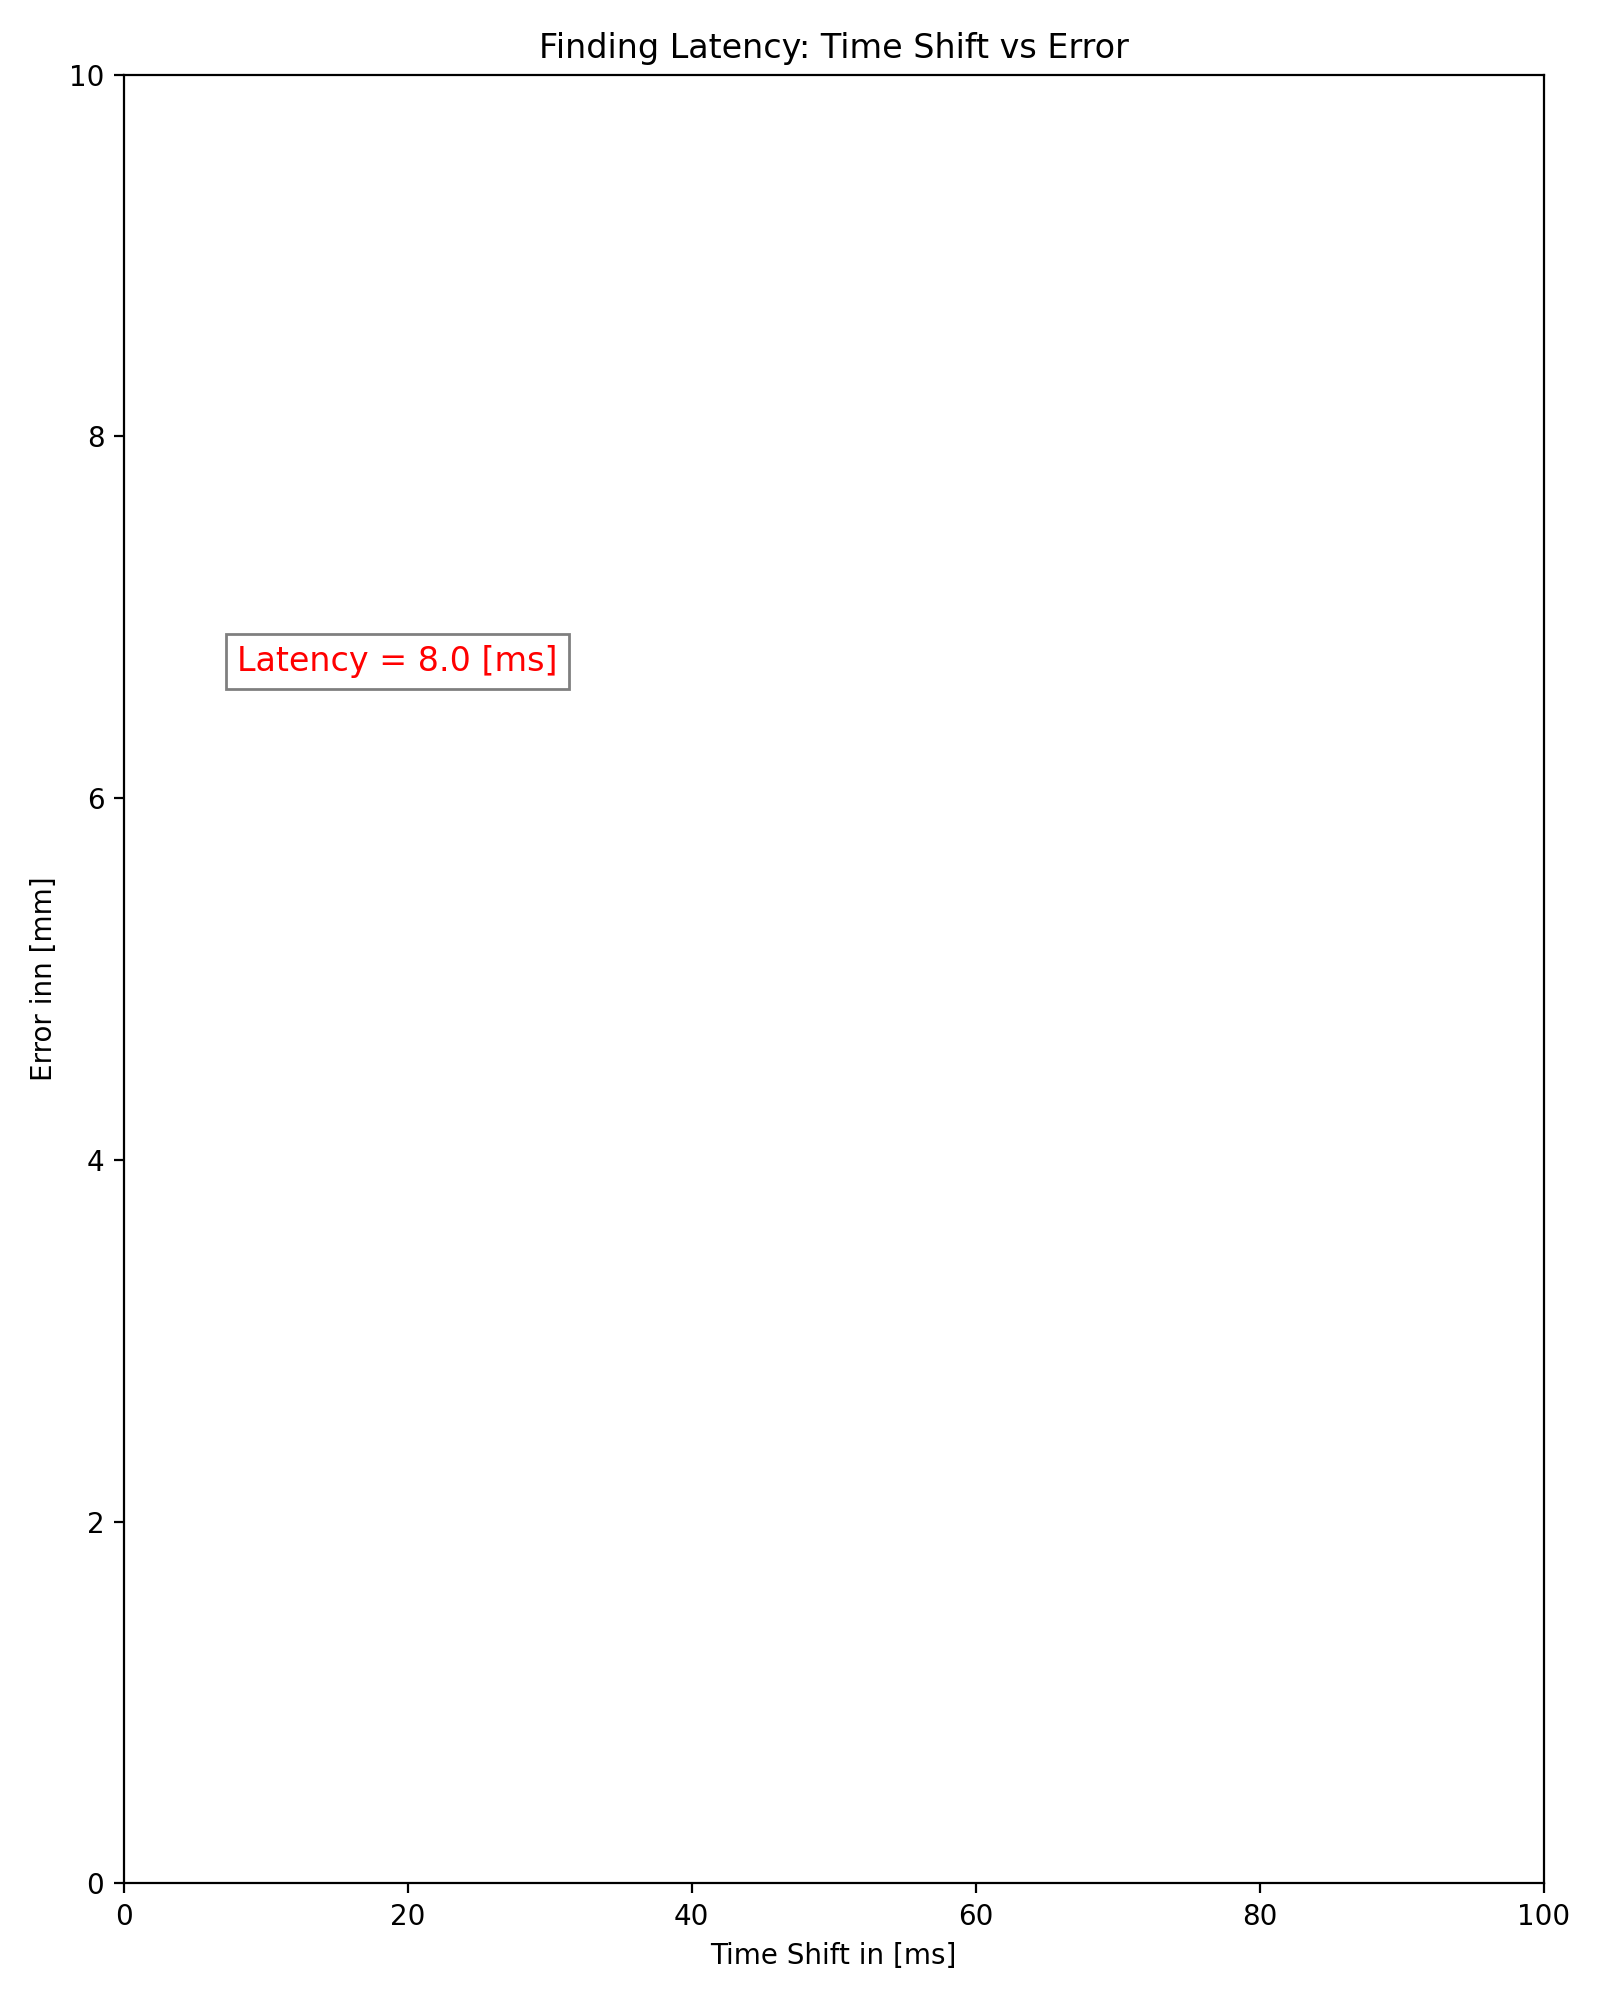 Finding Latency: Time Shift vs Error
10
8
Latency = 8.0 [ms]
6
Error inn [mm]
4
2
0
0 20 40 60 80 100
Time Shift in [ms]